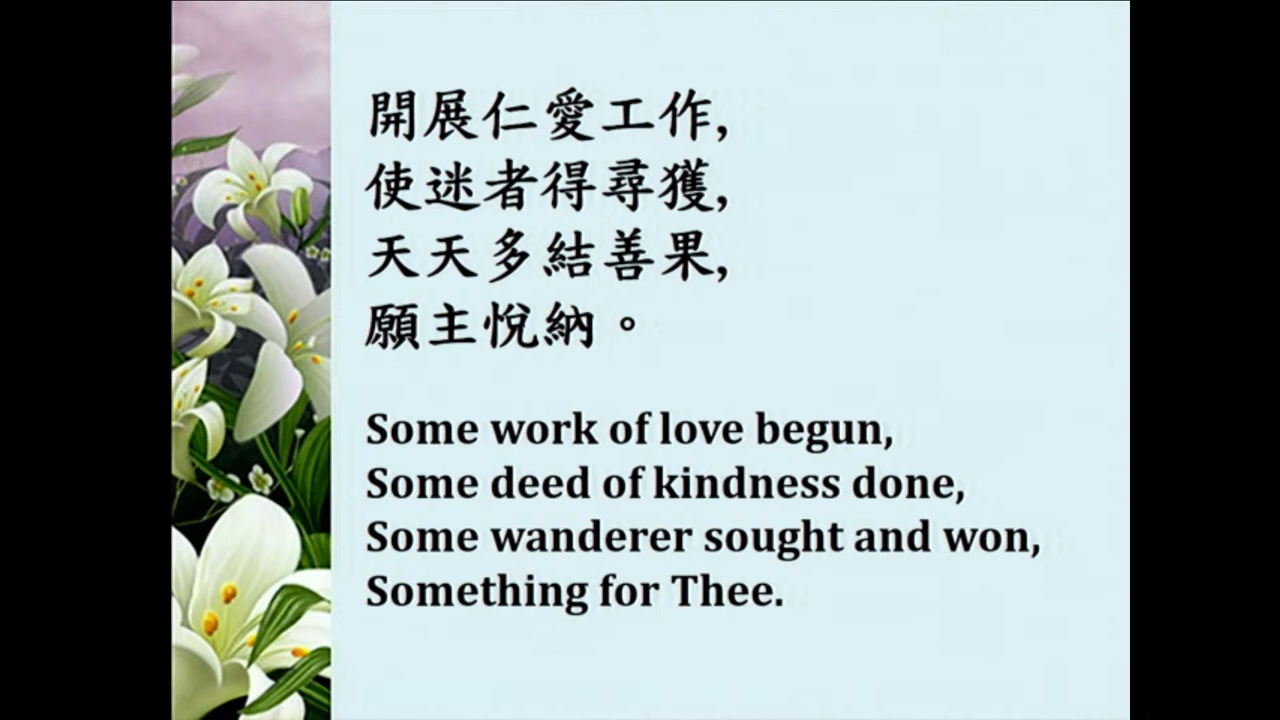 開展仁愛工作,
使迷者得尋獲,
天天多結善果,
願主悅納。
Some work of love begun,
Some deed of kindness done,
Some wanderer sought and won,
Something for Thee.